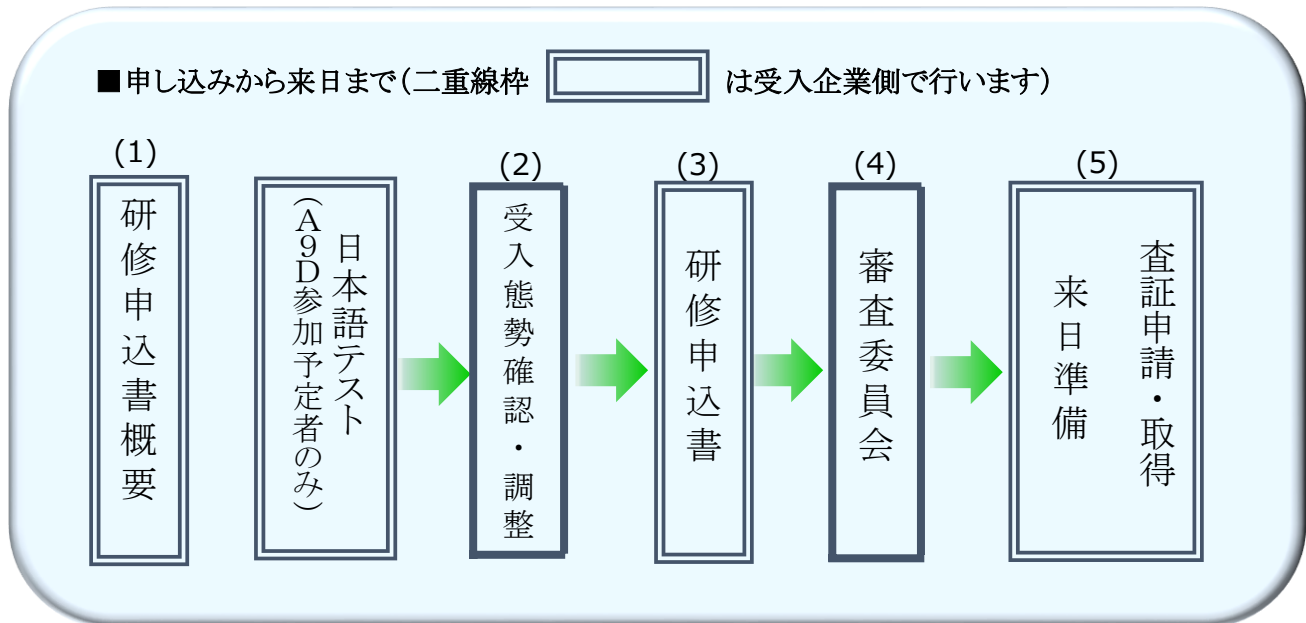 ■申し込みから来日まで(二重線枠 は受入企業側で行います)
(1)
研修申込書概要
日本語テスト
(A9D参加予定者のみ)
(2)
受入態勢確認・調整
(3)
研修申込書
(4)
審査委員会
(5)
査証申請・取得
来日準備